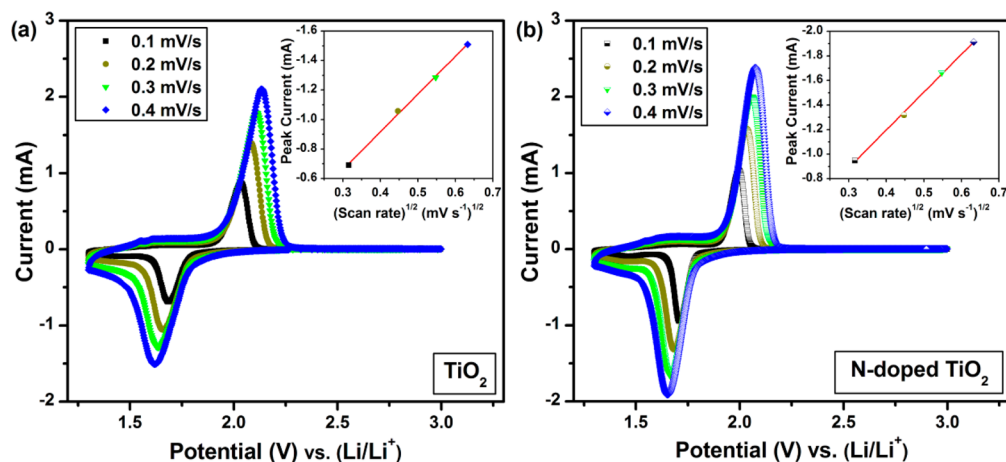 (a)
0.1 mV/s
0.2 mV/s
0.3 mV/s
0.4 mV/s
Peak Current (mA)
-1.6
-1.4
-1.2
-1.0
-0.8
-0.6
0.3 0.4 0.5 0.6 0.7
(Scan rate)^1/2 (mV s^-1)^1/2
Current (mA)
3
2
1
0
-1
-2
TiO₂
1.5 2.0 2.5 3.0
Potential (V) vs. (Li/Li⁺)
(b)
0.1 mV/s
0.2 mV/s
0.3 mV/s
0.4 mV/s
Peak Current (mA)
-2.0
-1.8
-1.6
-1.4
-1.2
-1.0
-0.8
0.3 0.4 0.5 0.6 0.7
(Scan rate)^1/2 (mV s^-1)^1/2
Current (mA)
3
2
1
0
-1
-2
N-doped TiO₂
1.5 2.0 2.5 3.0
Potential (V) vs. (Li/Li⁺)